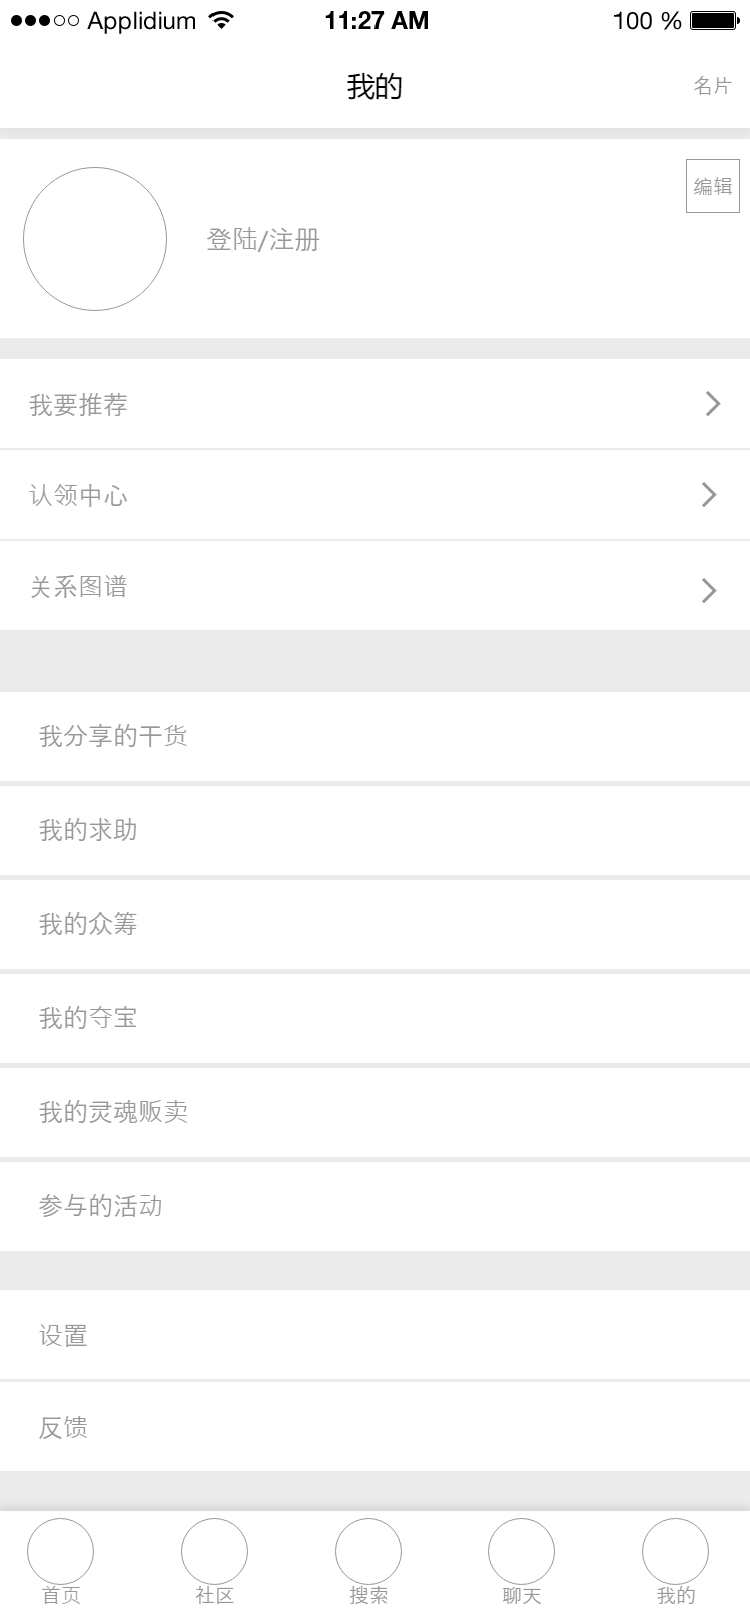 Applidium 11:27 AM 100 %
我的 名片
编辑
登陆/注册
我要推荐
认领中心
关系图谱
我分享的干货
我的求助
我的众筹
我的夺宝
我的灵魂贩卖
参与的活动
设置
反馈
首页 社区 搜索 聊天 我的